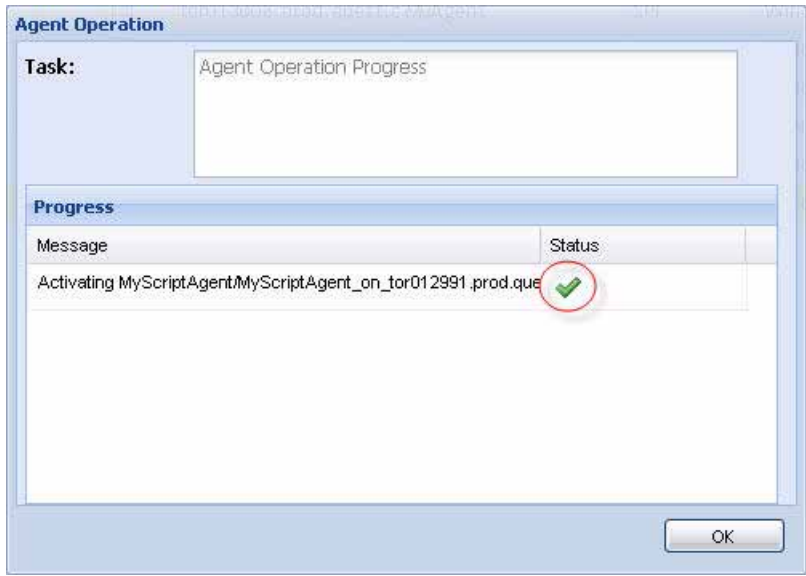 Agent Operation
Task:
Agent Operation Progress
Progress
Message Status
Activating MyScriptAgent/MyScriptAgent_on_tor012991.prod.que
OK